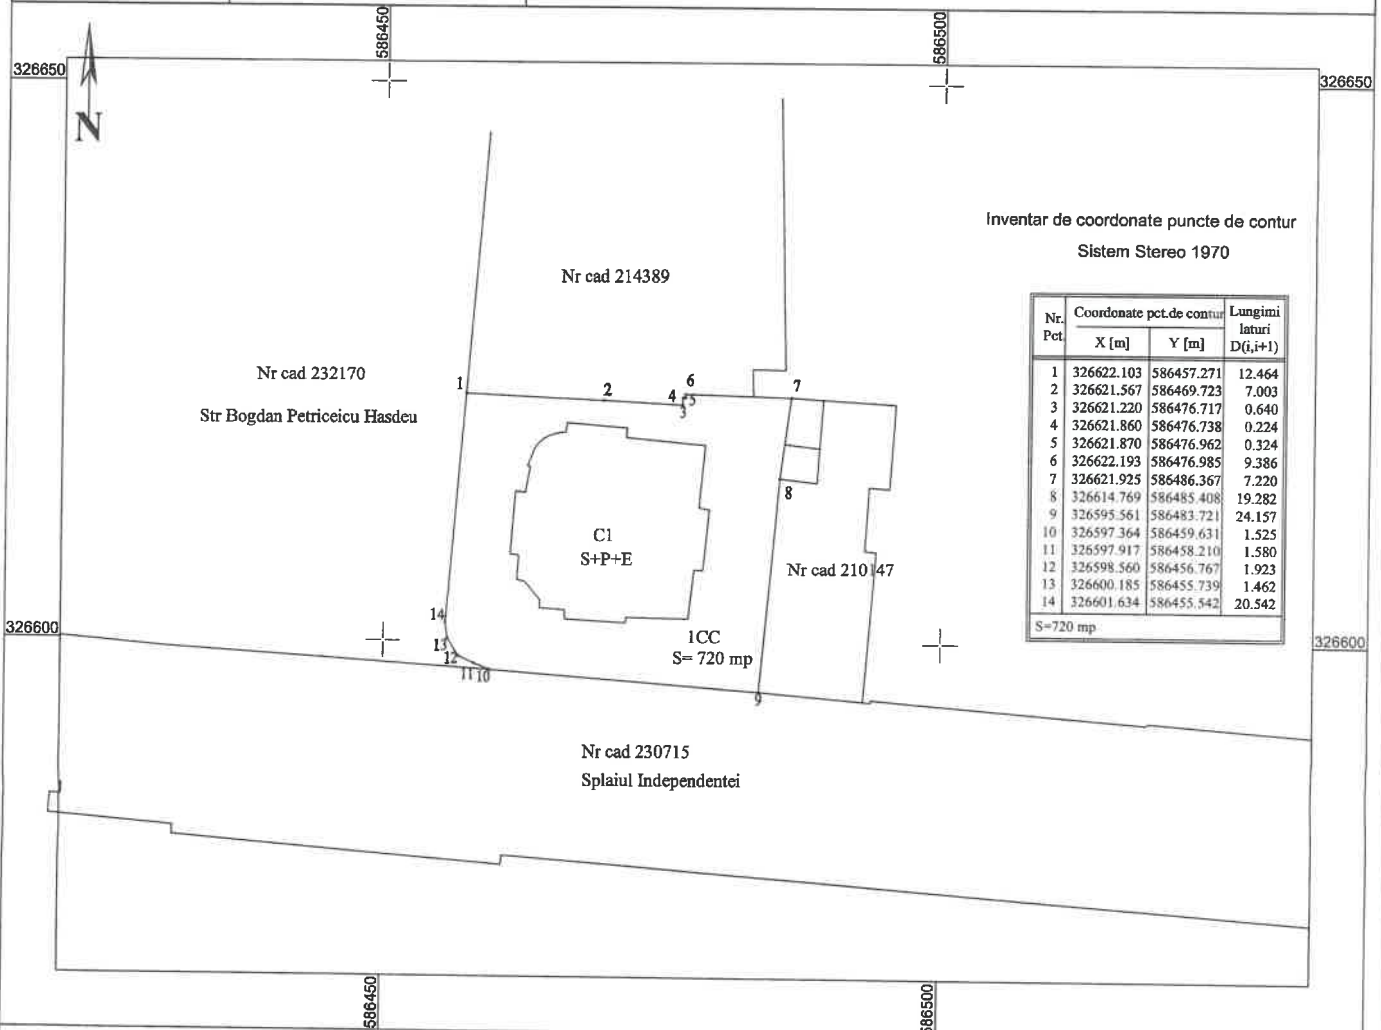 586450
586500
326650
326650
N
Inventar de coordonate puncte de contur
Sistem Stereo 1970
Nr cad 214389
Nr. Pct. Coordonate pct.de contur Lungimi laturi D(i,i+1)
X [m] Y [m]
1 326622.103 586457.271 12.464
2 326621.567 586469.723 7.003
3 326621.220 586476.717 0.640
4 326621.860 586476.738 0.224
5 326621.870 586476.962 0.324
6 326622.193 586476.985 9.386
7 326621.925 586486.367 7.220
8 326614.769 586485.408 19.282
9 326595.561 586483.721 24.157
10 326597.364 586459.631 1.525
11 326597.917 586458.210 1.580
12 326598.560 586456.767 1.923
13 326600.185 586455.739 1.462
14 326601.634 586455.542 20.542
S=720 mp
Nr cad 232170
Str Bogdan Petriceicu Hasdeu
1
2
4
6
5
3
7
8
C1
S+P+E
Nr cad 210147
14
13
12
11 10
9
1CC
S= 720 mp
326600
326600
Nr cad 230715
Splaiul Independentei
586450
586500